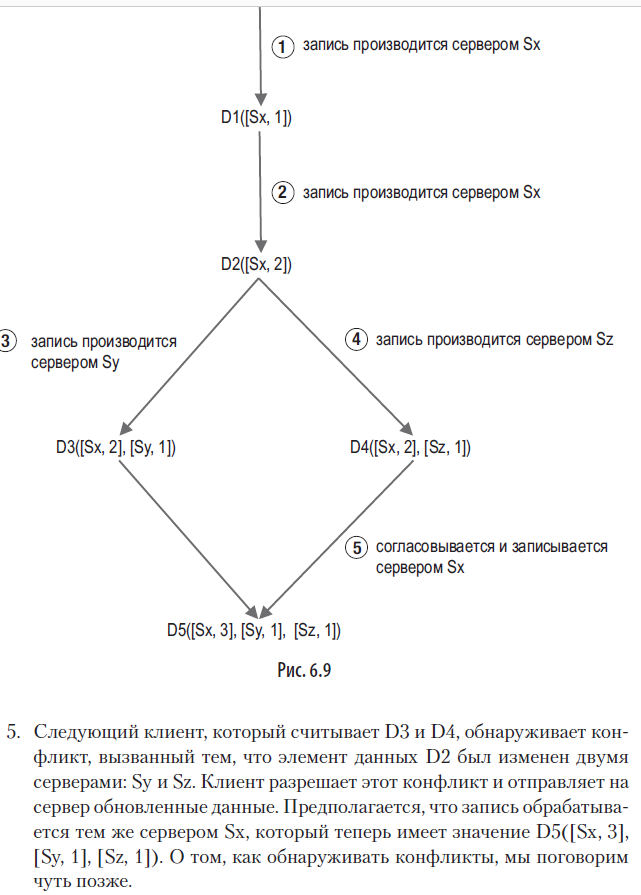 1 запись производится сервером Sx
D1([Sx, 1])
2 запись производится сервером Sx
D2([Sx, 2])
3 запись производится
сервером Sy
4 запись производится сервером Sz
D3([Sx, 2], [Sy, 1])
D4([Sx, 2], [Sz, 1])
5 согласовывается и записывается
сервером Sx
D5([Sx, 3], [Sy, 1], [Sz, 1])
Рис. 6.9
5. Следующий клиент, который считывает D3 и D4, обнаруживает кон-
фликт, вызванный тем, что элемент данных D2 был изменен двумя
серверами: Sy и Sz. Клиент разрешает этот конфликт и отправляет на
сервер обновленные данные. Предполагается, что запись обрабатыва-
ется тем же сервером Sx, который теперь имеет значение D5([Sx, 3],
[Sy, 1], [Sz, 1]). О том, как обнаруживать конфликты, мы поговорим
чуть позже.